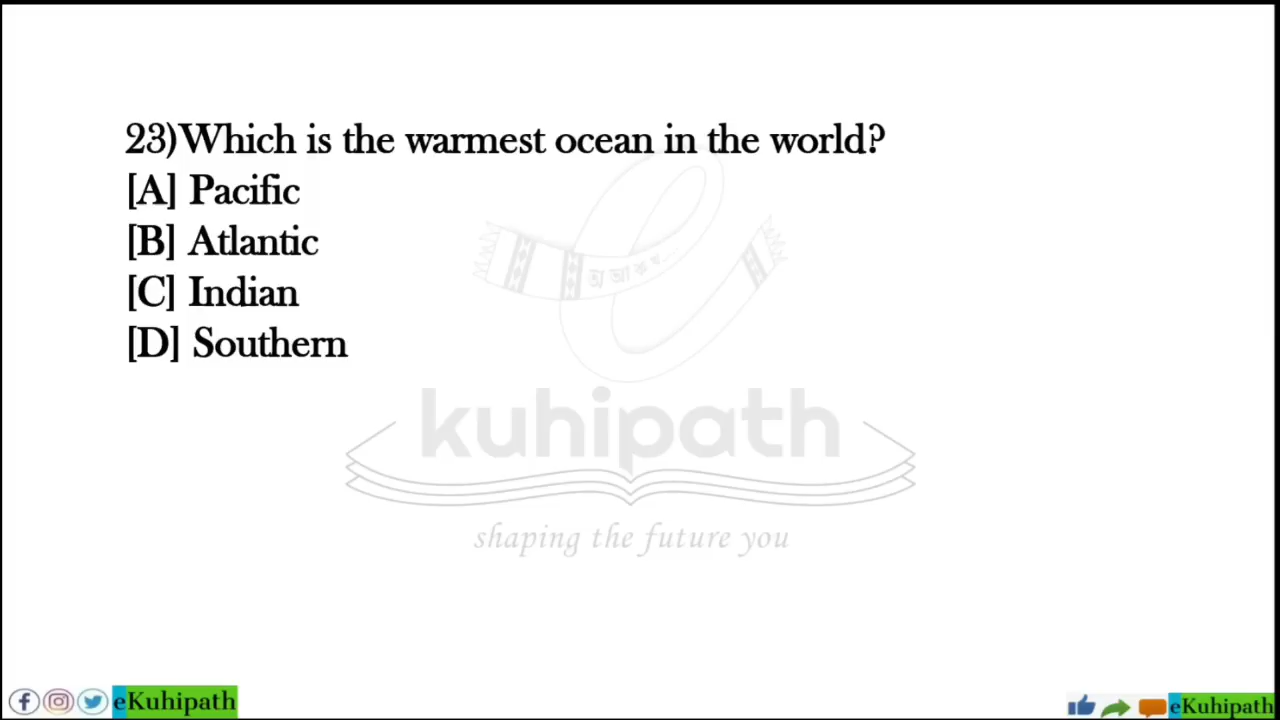 23)Which is the warmest ocean in the world?
[A] Pacific
[B] Atlantic
[C] Indian
[D] Southern
kuhipath
shaping the future you
eKuhipath
eKuhipath